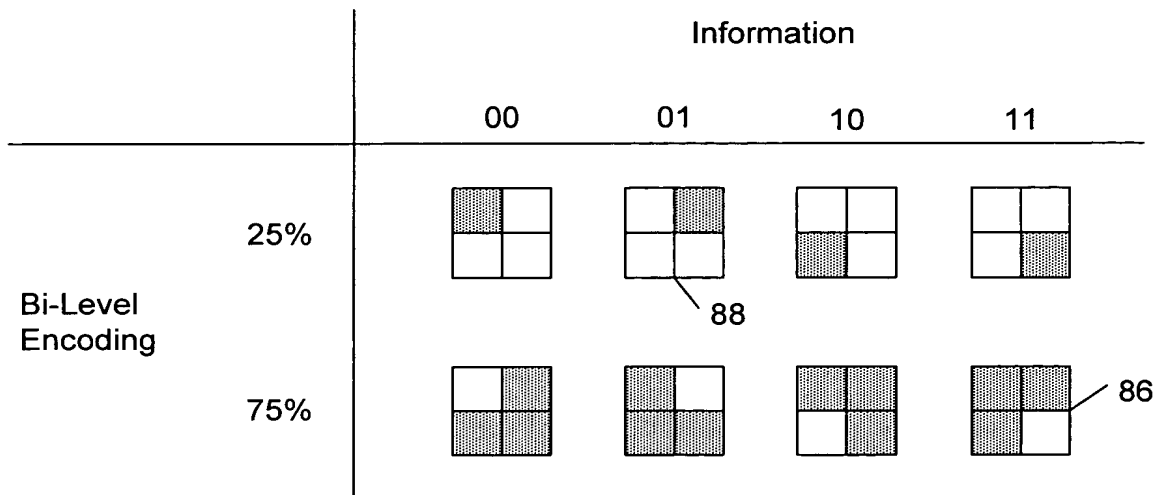 Information
00 01 10 11
25%
88
Bi-Level
Encoding
75%
86